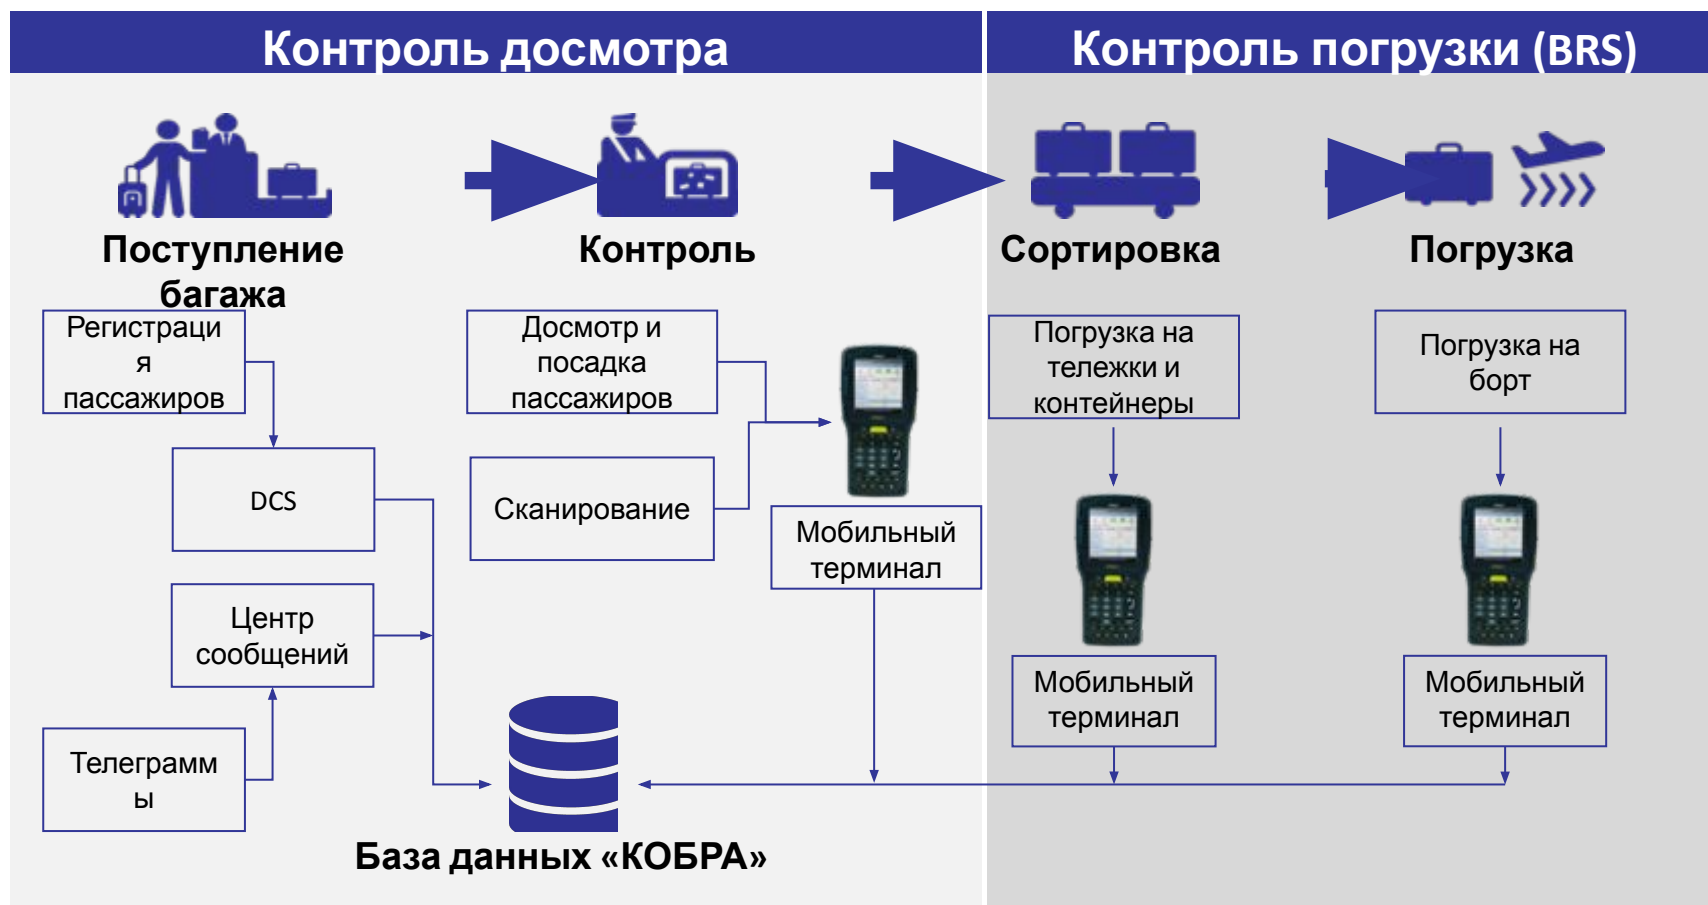 Контроль досмотра
Контроль погрузки (BRS)
Поступление
багажа
Контроль
Сортировка
Погрузка
Регистраци
я
пассажиров
Досмотр и
посадка
пассажиров
Погрузка на
тележки и
контейнеры
Погрузка на
борт
DCS
Сканирование
Мобильный
терминал
Центр
сообщений
Мобильный
терминал
Мобильный
терминал
Телеграмм
ы
База данных «КОБРА»